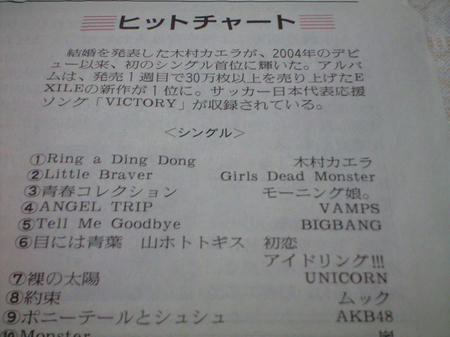 ヒットチャート
結婚を発表した木村カエラが、2004年のデビ
ュー以来、初のシングル首位に輝いた。アルバ
ムは、発売1週目で30万枚以上を売り上げたE
XILEの新作が1位に。サッカー日本代表応援
ソング「VICTORY」が収録されている。
<シングル>
①Ring a Ding Dong 木村カエラ
②Little Braver Girls Dead Monster
③青春コレクション モーニング娘。
④ANGEL TRIP VAMPS
⑤Tell Me Goodbye BIGBANG
⑥目には青葉 山ホトトギス 初恋
アイドリング!!!
⑦裸の太陽 UNICORN
⑧約束 ムック
⑨ポニーテールとシュシュ AKB48
⑩Monster 嵐